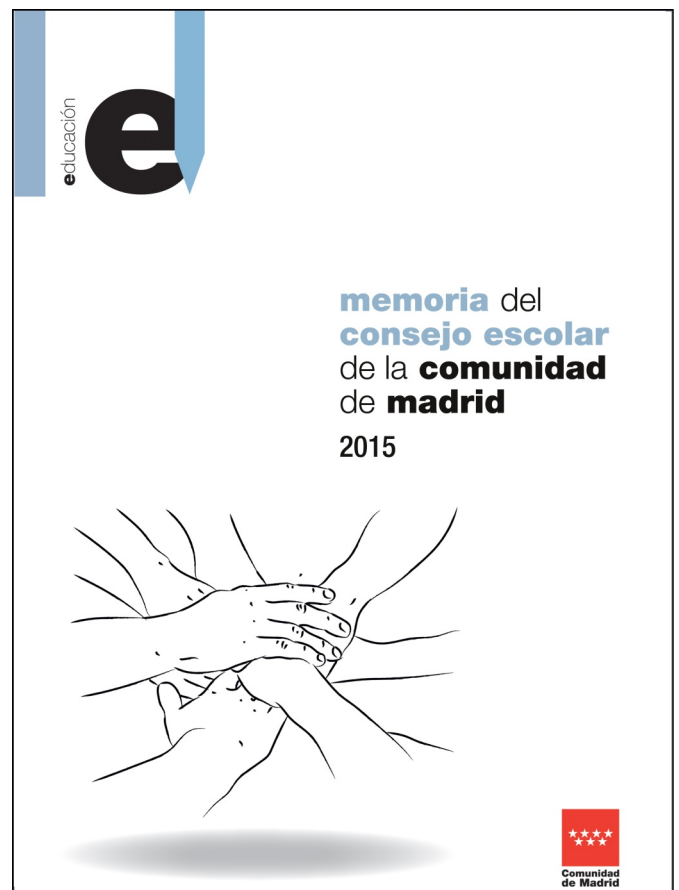 educación
e
memoria del
consejo escolar
de la comunidad
de madrid
2015
Comunidad
de Madrid